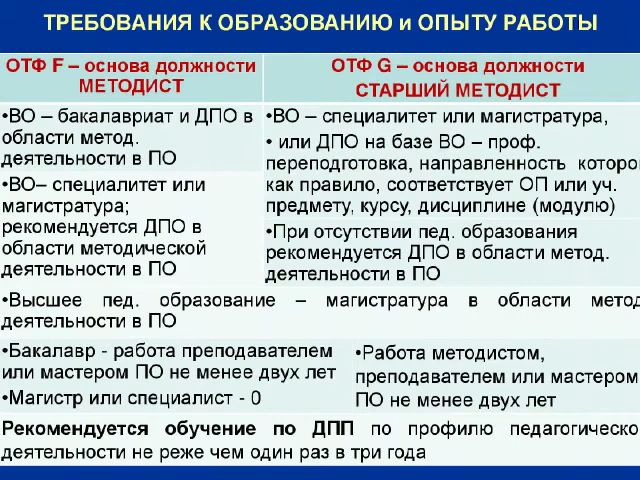 ТРЕБОВАНИЯ К ОБРАЗОВАНИЮ и ОПЫТУ РАБОТЫ
ОТФ F – основа должности
МЕТОДИСТ
ОТФ G – основа должности
СТАРШИЙ МЕТОДИСТ
•ВО – бакалавриат и ДПО в
области метод.
деятельности в ПО
•ВО– специалитет или
магистратура;
рекомендуется ДПО в
области методической
деятельности в ПО
•ВО – специалитет или магистратура,
• или ДПО на базе ВО – проф.
переподготовка, направленность которо
как правило, соответствует ОП или уч.
предмету, курсу, дисциплине (модулю)
•При отсутствии пед. образования
рекомендуется ДПО в области метод.
деятельности в ПО
•Высшее пед. образование – магистратура в области метод
деятельности в ПО
•Бакалавр - работа преподавателем
или мастером ПО не менее двух лет
•Магистр или специалист - 0
•Работа методистом,
преподавателем или мастером
ПО не менее двух лет
Рекомендуется обучение по ДПП по профилю педагогическо
деятельности не реже чем один раз в три года